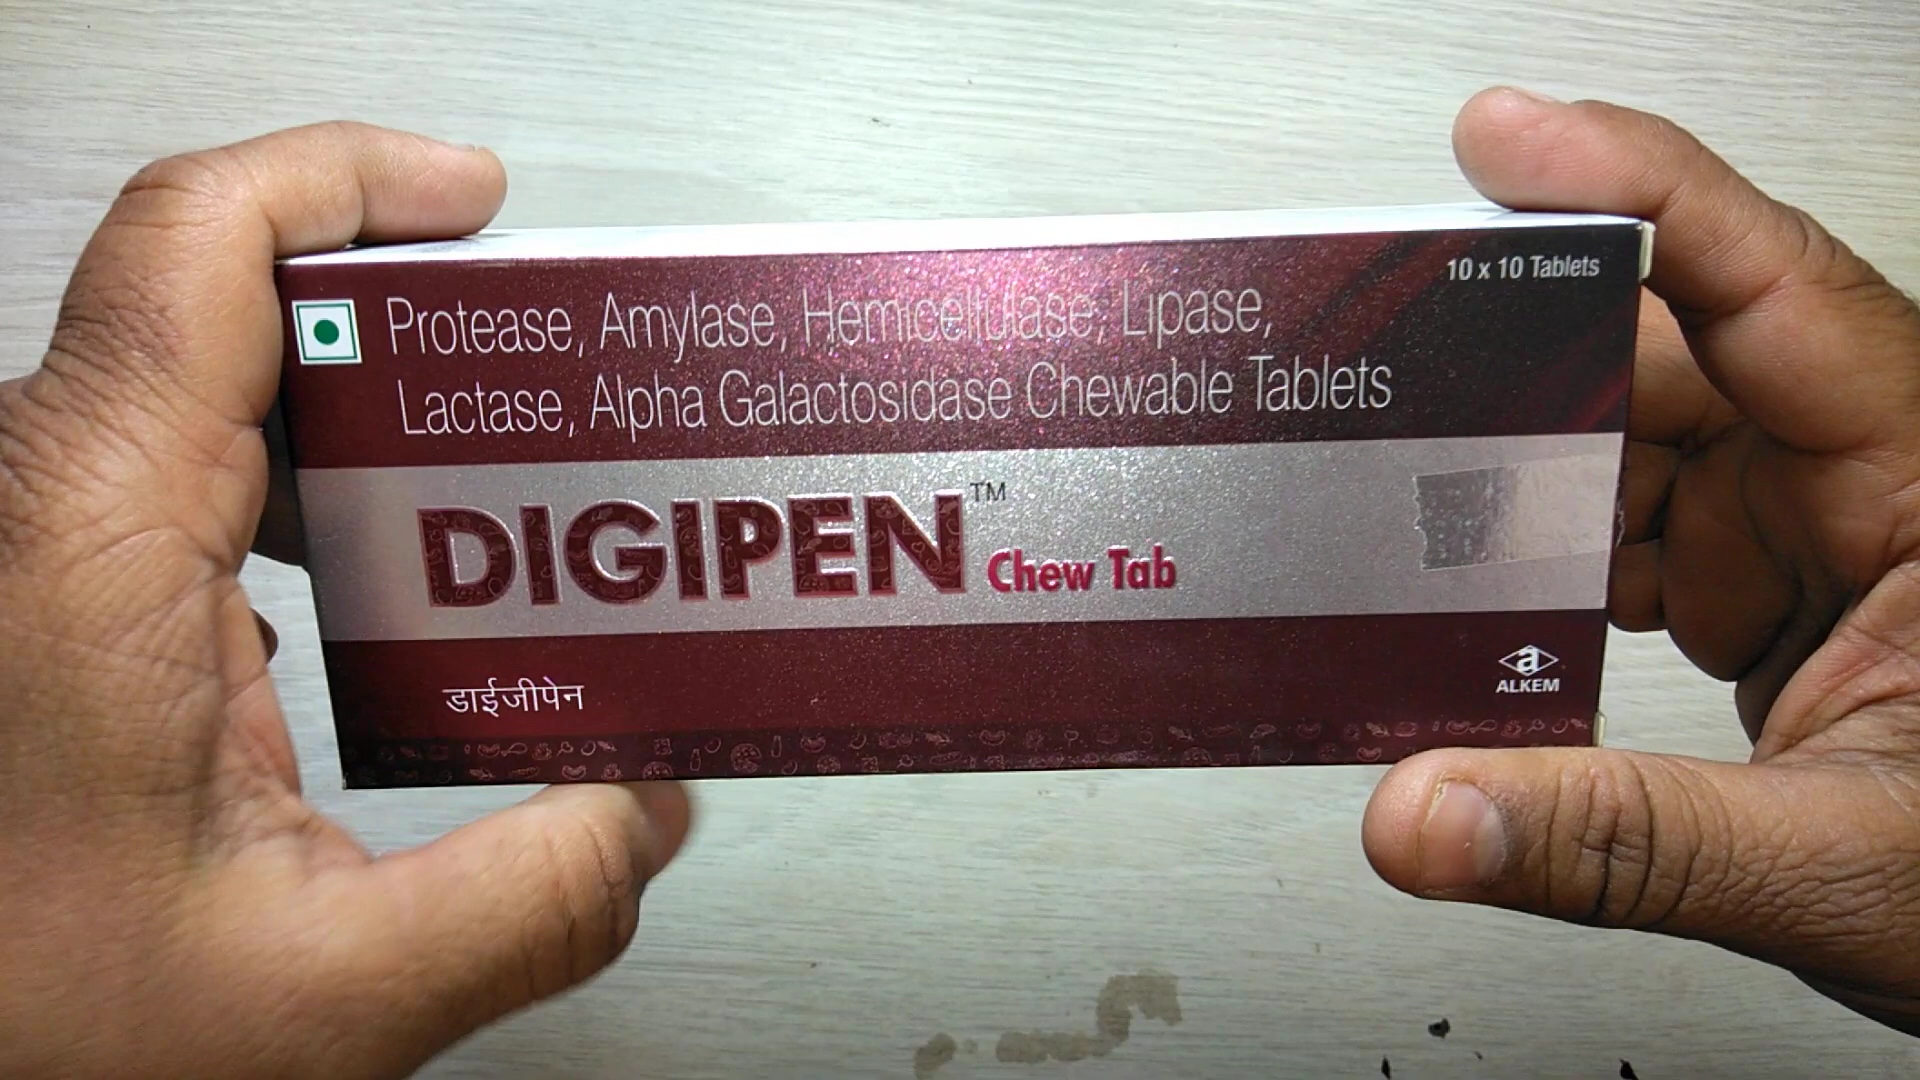 10 x 10 Tablets
Protease, Amylase, Hemicellulase, Lipase,
Lactase, Alpha Galactosidase Chewable Tablets
DIGIPEN™ Chew Tab
डाईजीपेन
a
ALKEM